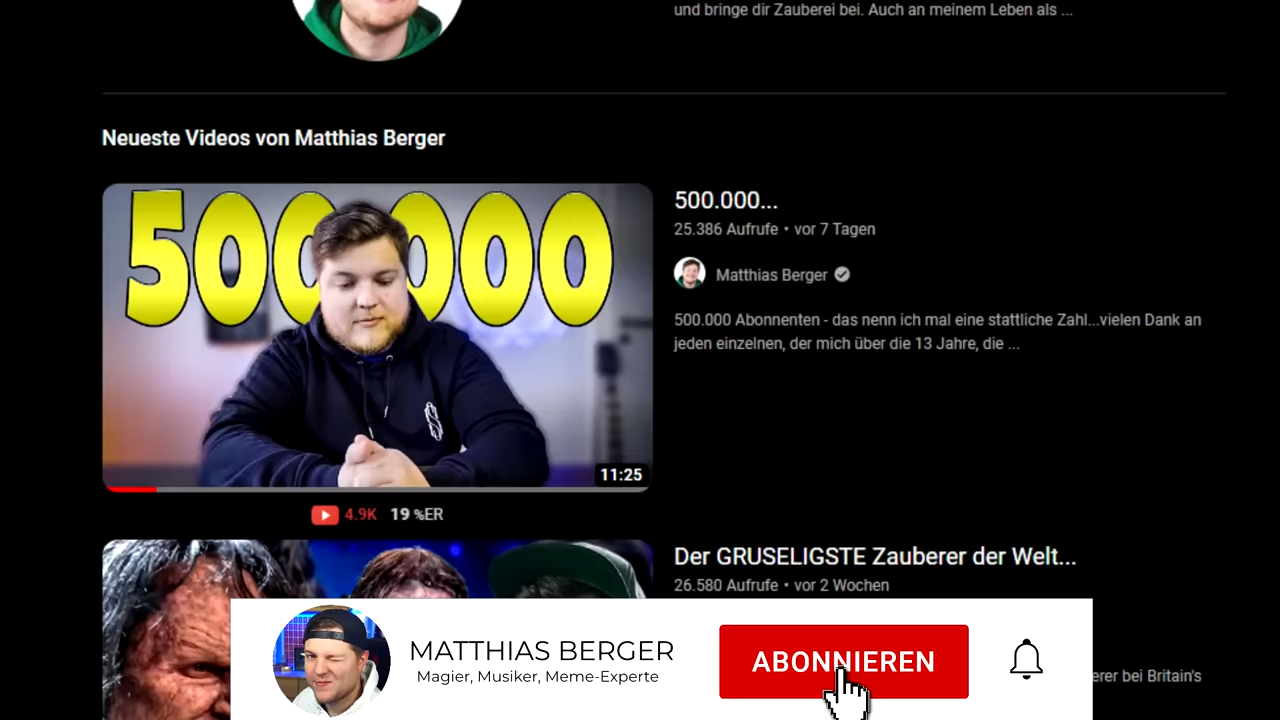 und bringe dir Zauberei bei. Auch an meinem Leben als ...
Neueste Videos von Matthias Berger
500.000
500.000...
25.386 Aufrufe • vor 7 Tagen
Matthias Berger
500.000 Abonnenten - das nenn ich mal eine stattliche Zahl...vielen Dank an
jeden einzelnen, der mich über die 13 Jahre, die ...
11:25
4.9K 19 %ER
Der GRUSELIGSTE Zauberer der Welt...
26.580 Aufrufe • vor 2 Wochen
erer bei Britain's
MATTHIAS BERGER
Magier, Musiker, Meme-Experte
ABONNIEREN